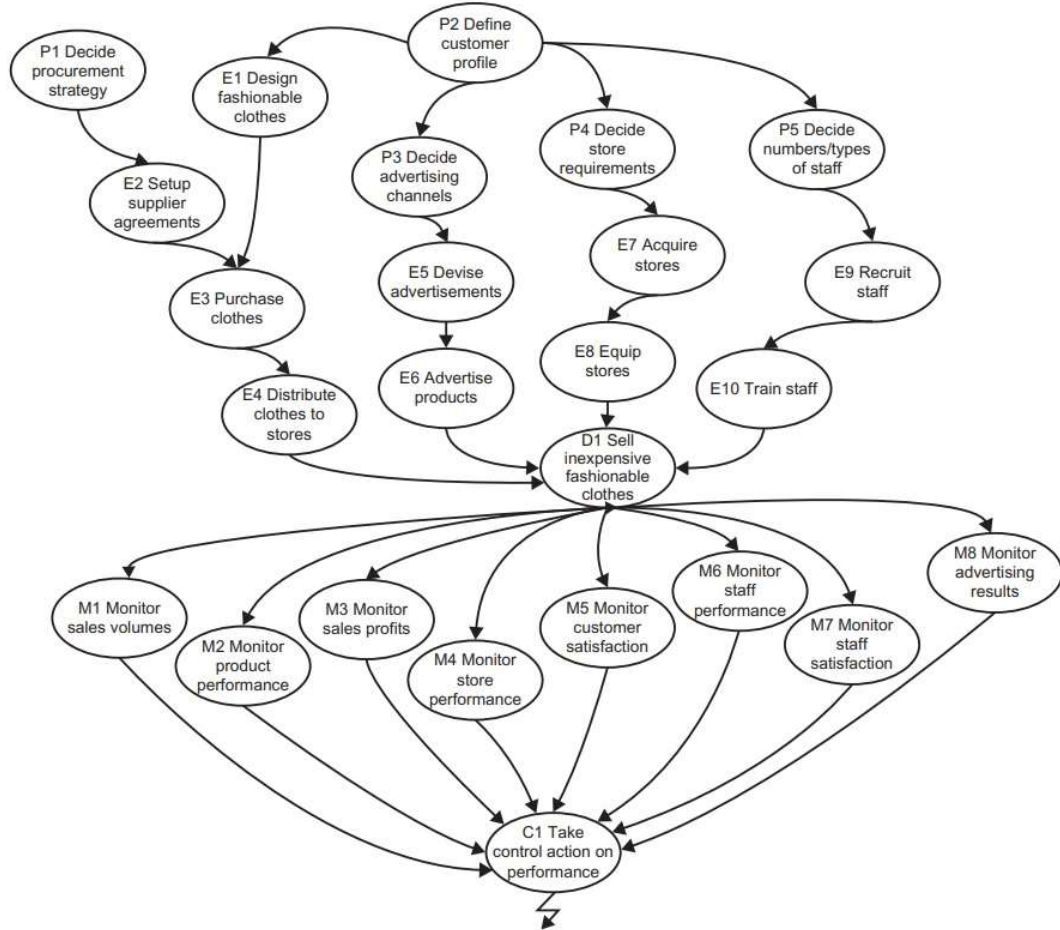 P2 Define
customer
profile
P1 Decide
procurement
strategy
E1 Design
fashionable
clothes
P3 Decide
advertising
channels
P4 Decide
store
requirements
P5 Decide
numbers/types
of staff
E2 Setup
supplier
agreements
E7 Acquire
stores
E3 Purchase
clothes
E5 Devise
advertisements
E9 Recruit
staff
E8 Equip
stores
E4 Distribute
clothes to
stores
E6 Advertise
products
E10 Train staff
D1 Sell
inexpensive
fashionable
clothes
M1 Monitor
sales volumes
M2 Monitor
product
performance
M3 Monitor
sales profits
M4 Monitor
store
performance
M5 Monitor
customer
satisfaction
M6 Monitor
staff
performance
M7 Monitor
staff
satisfaction
M8 Monitor
advertising
results
C1 Take
control action on
performance